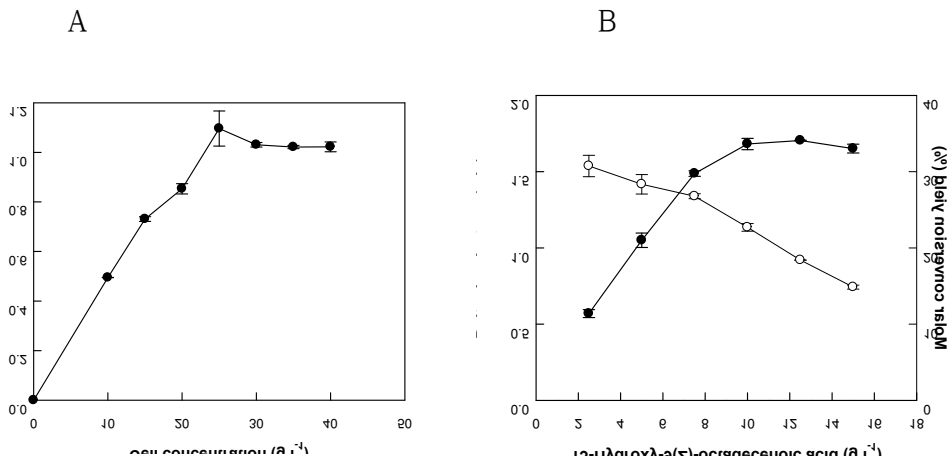 A
B
1.2
1.0
0.8
0.6
0.4
0.2
0.0
0 10 20 30 40 50
Cell concentration (g l⁻¹)
2.0
1.5
1.0
0.5
0.0
40
30
20
10
0
Molar conversion yield (%)
0 2 4 6 8 10 12 14 16 18
13-Hydroxy-9(Z)-octadecenoic acid (g l⁻¹)